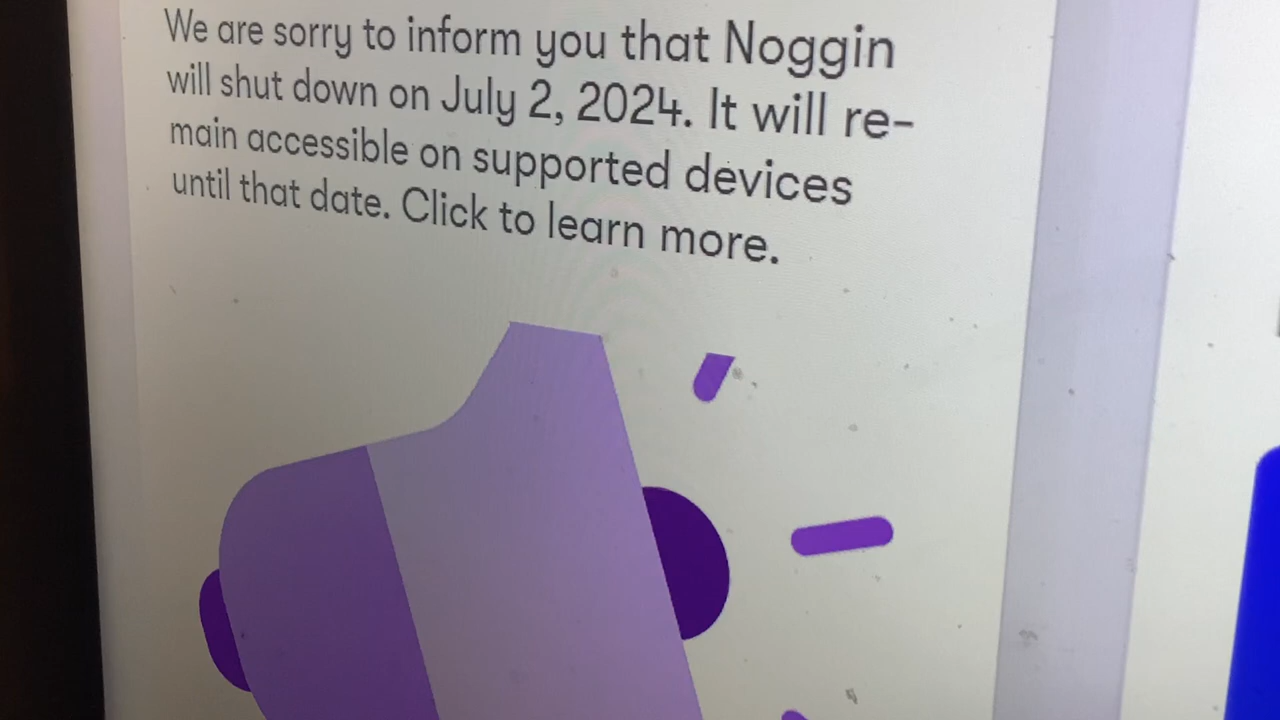 We are sorry to inform you that Noggin
will shut down on July 2, 2024. It will re-
main accessible on supported devices
until that date. Click to learn more.